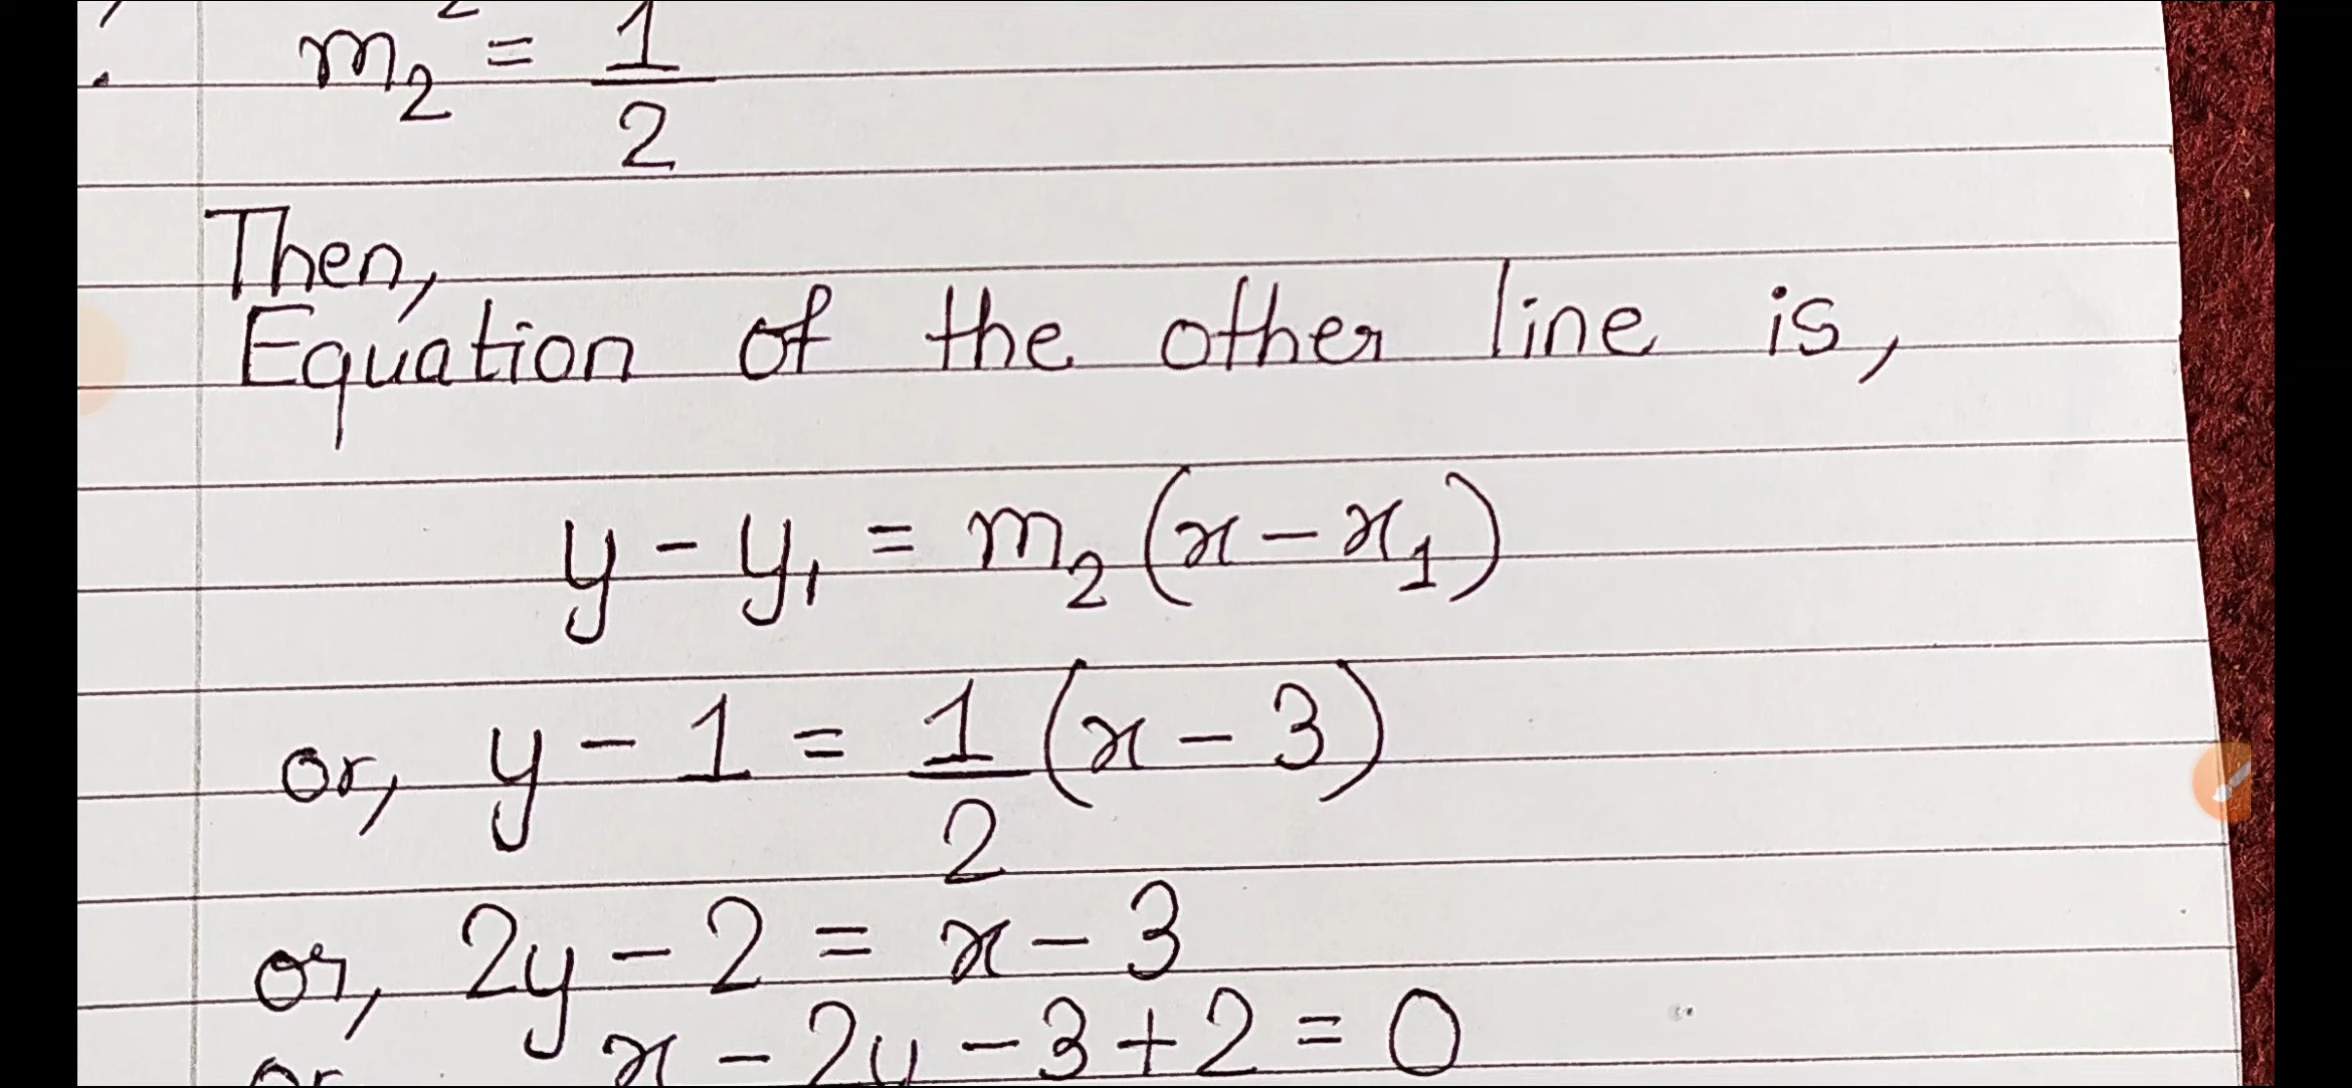 m₂ = 1/2
Then,
Equation of the other line is,
y - y₁ = m₂ (x - x₁)
or, y - 1 = 1/2 (x - 3)
or, 2y - 2 = x - 3
or x - 2y - 3 + 2 = 0